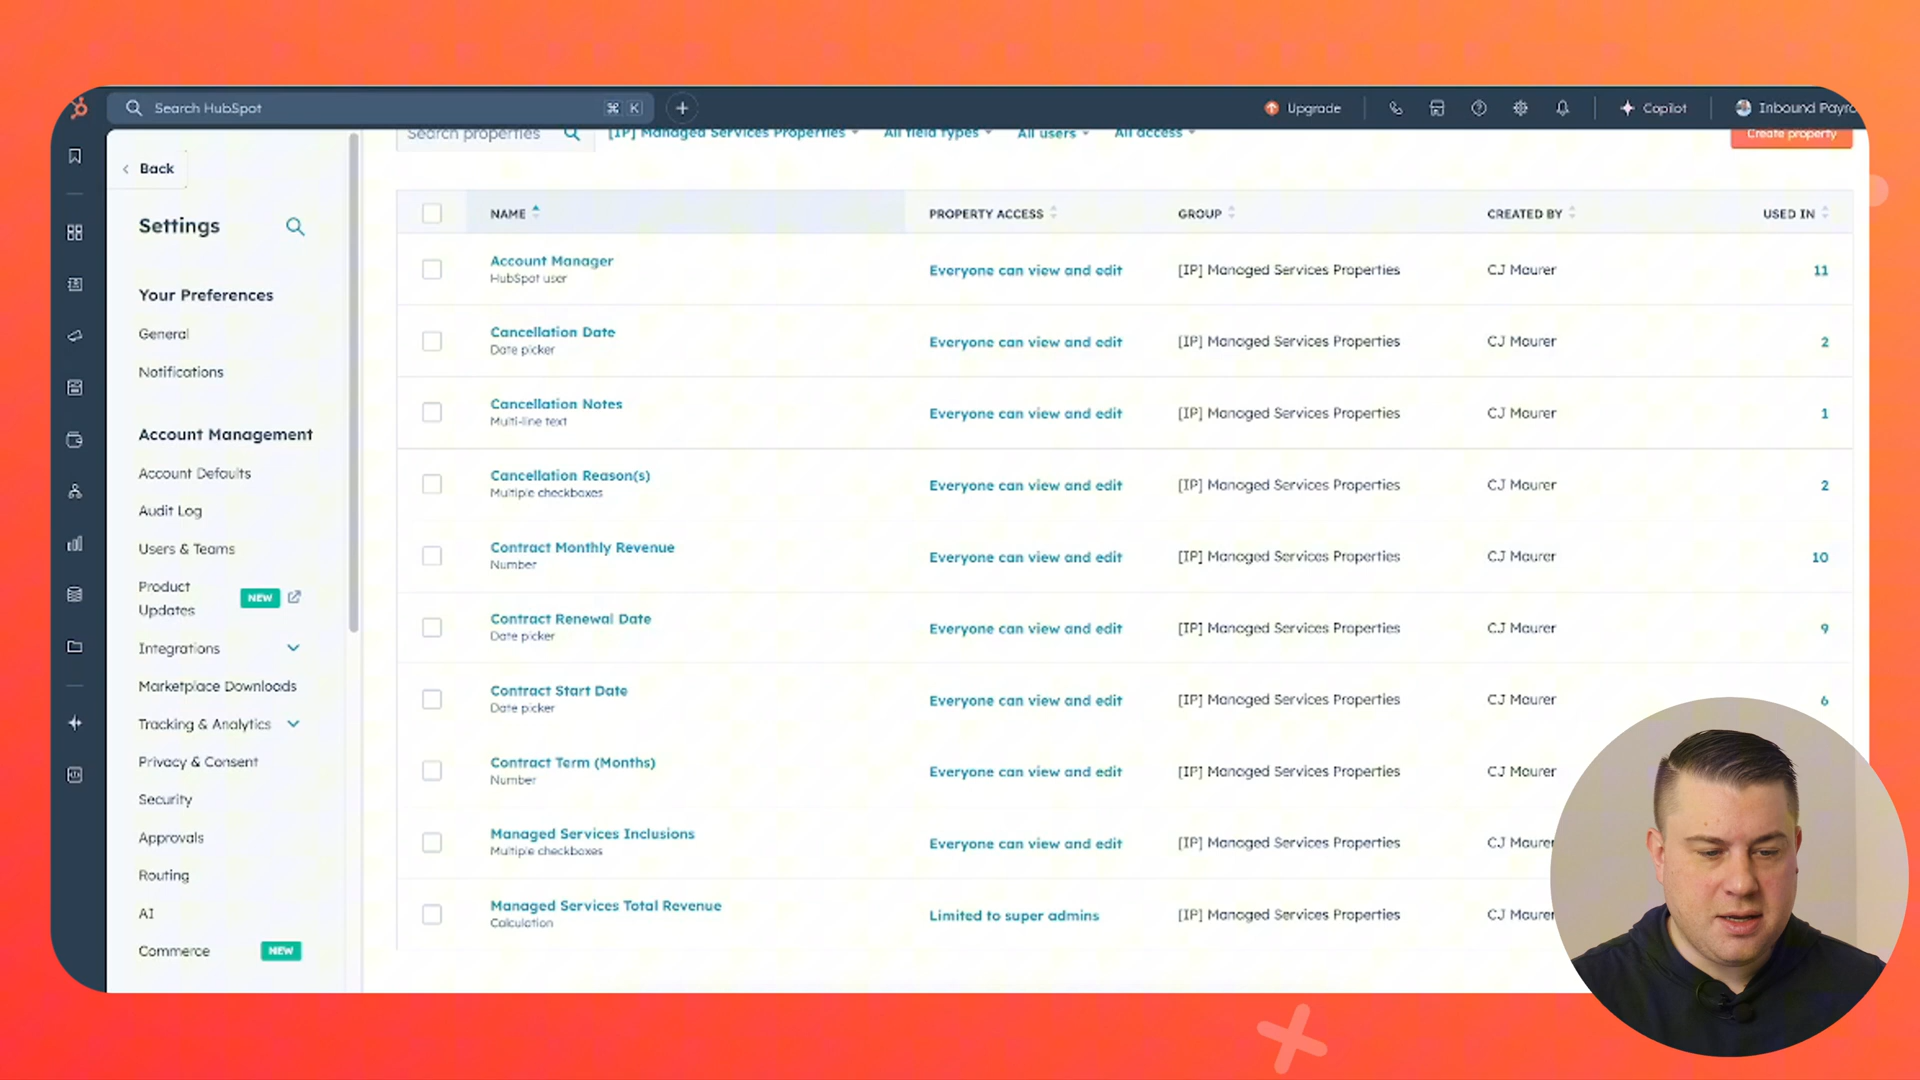 Search HubSpot
⌘ K
Upgrade
Copilot
Inbound Payro
Search properties
[IP] Managed Services Properties
All field types
All users
All access
Create property
Back
Settings
Your Preferences
General
Notifications
Account Management
Account Defaults
Audit Log
Users & Teams
Product
Updates
NEW
Integrations
Marketplace Downloads
Tracking & Analytics
Privacy & Consent
Security
Approvals
Routing
AI
Commerce
NEW
NAME
PROPERTY ACCESS
GROUP
CREATED BY
USED IN
Account Manager
HubSpot user
Everyone can view and edit
[IP] Managed Services Properties
CJ Maurer
11
Cancellation Date
Date picker
Everyone can view and edit
[IP] Managed Services Properties
CJ Maurer
2
Cancellation Notes
Multi-line text
Everyone can view and edit
[IP] Managed Services Properties
CJ Maurer
1
Cancellation Reason(s)
Multiple checkboxes
Everyone can view and edit
[IP] Managed Services Properties
CJ Maurer
2
Contract Monthly Revenue
Number
Everyone can view and edit
[IP] Managed Services Properties
CJ Maurer
10
Contract Renewal Date
Date picker
Everyone can view and edit
[IP] Managed Services Properties
CJ Maurer
9
Contract Start Date
Date picker
Everyone can view and edit
[IP] Managed Services Properties
CJ Maurer
6
Contract Term (Months)
Number
Everyone can view and edit
[IP] Managed Services Properties
CJ Maurer
Managed Services Inclusions
Multiple checkboxes
Everyone can view and edit
[IP] Managed Services Properties
CJ Maurer
Managed Services Total Revenue
Calculation
Limited to super admins
[IP] Managed Services Properties
CJ Maurer